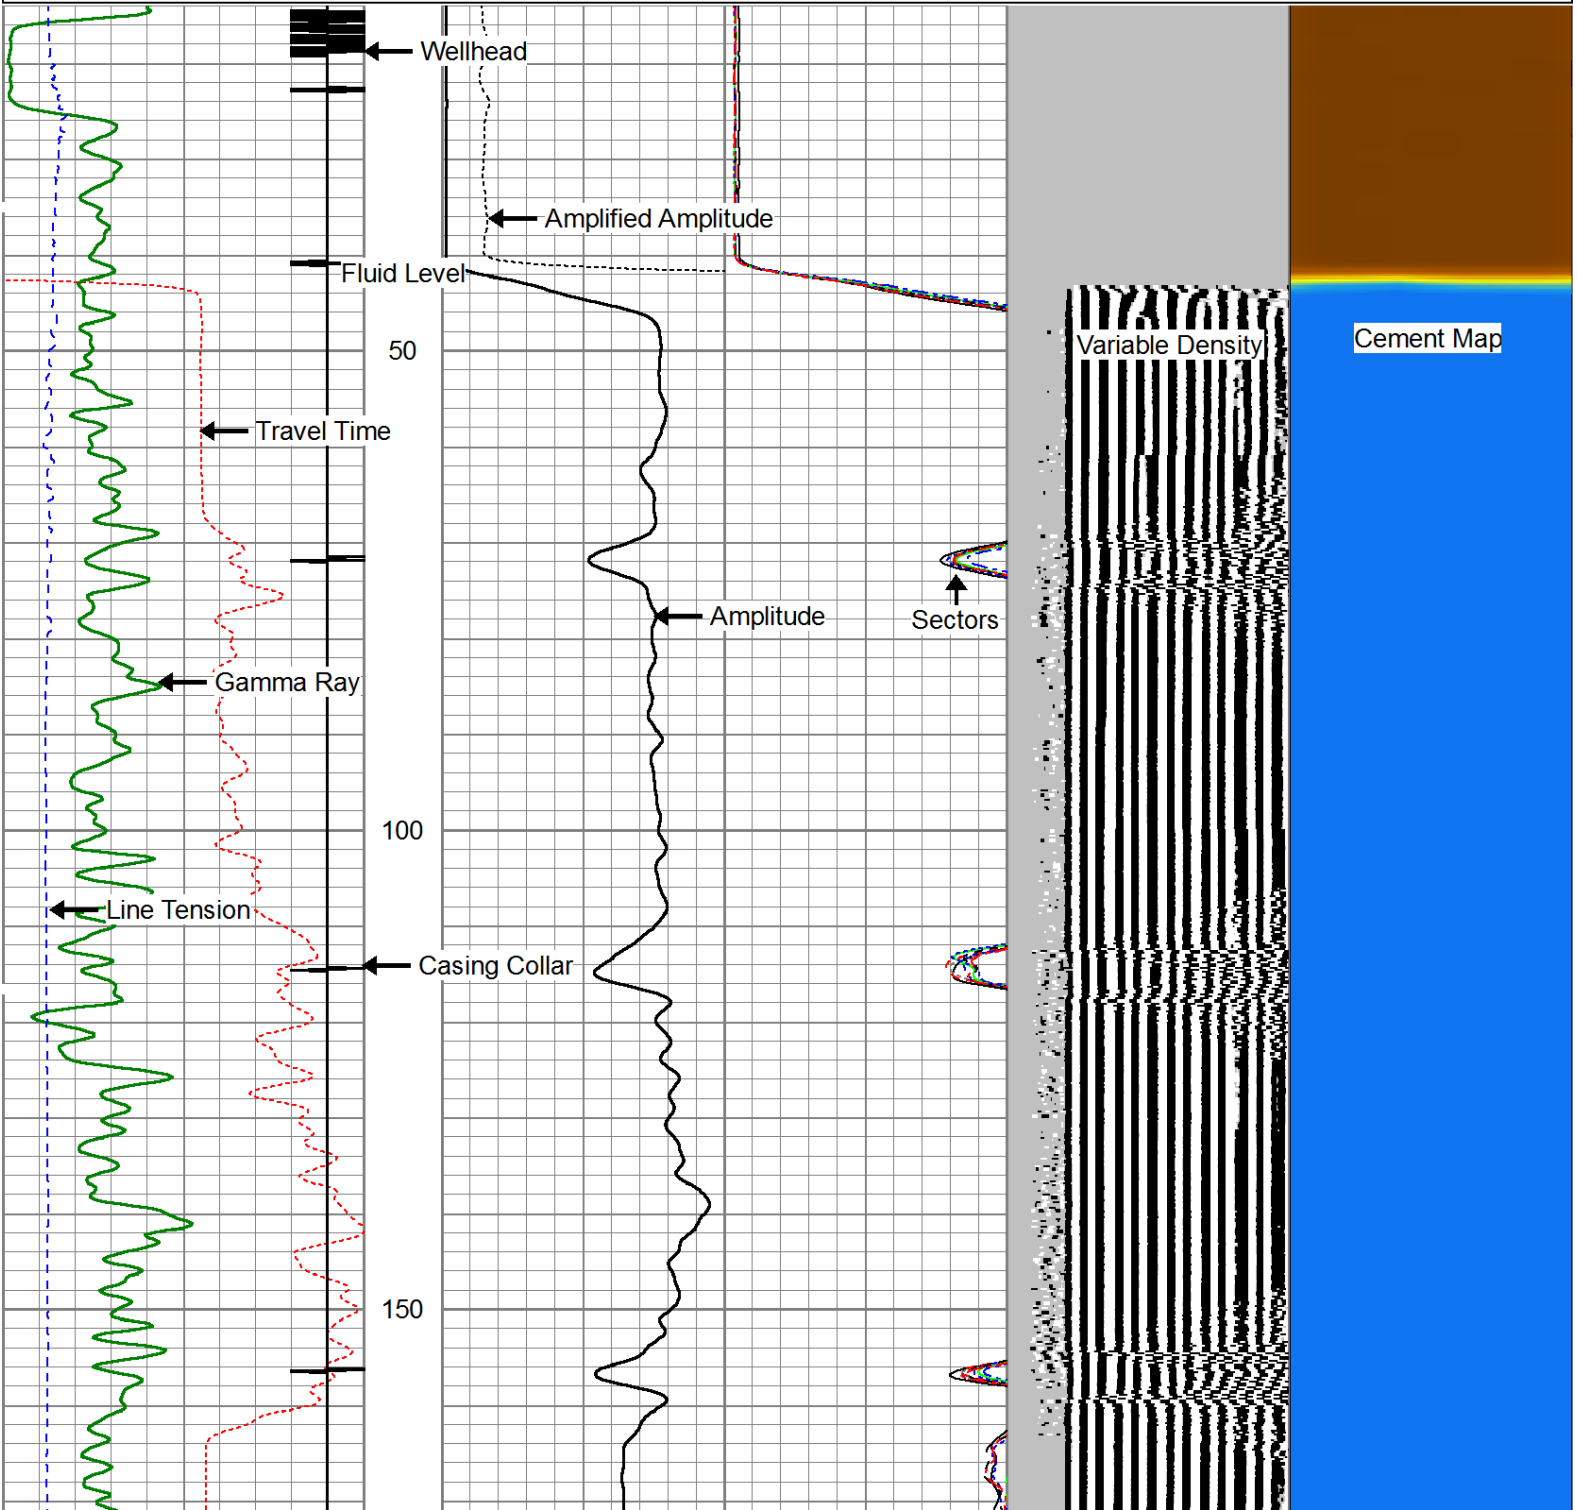 Wellhead
Amplified Amplitude
Fluid Level
Variable Density
Cement Map
50
Travel Time
Amplitude
Sectors
Gamma Ray
100
Line Tension
Casing Collar
150